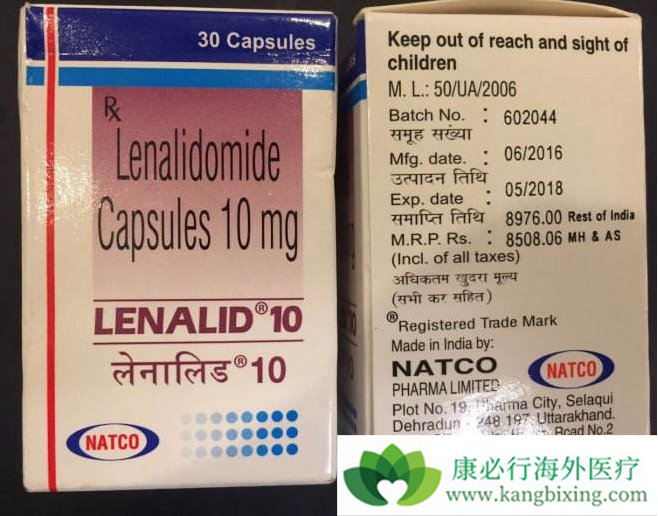 30 Capsules
Rx
Lenalidomide
Capsules 10 mg
LENALID® 10
लेनालिड® 10
NATCO
Keep out of reach and sight of
children
M. L.: 50/UA/2006
Batch No. : 602044
समूह संख्या
Mfg. date. : 06/2016
उत्पादन तिथि
Exp. date : 05/2018
समाप्ति तिथि 8976.00 Rest of India
M.R.P. Rs. : 8508.06 MH & AS
(Incl. of all taxes)
अधिकतम खुदरा मूल्य
(सभी कर सहित)
®Registered Trade Mark
Made in India by:
NATCO
PHARMA LIMITED
NATCO
Plot No. 19, Pharma City, Selaqui
Dehradun - 248 197, Uttarakhand.
Road No.2
康必行海外医疗
www.kangbixing.com